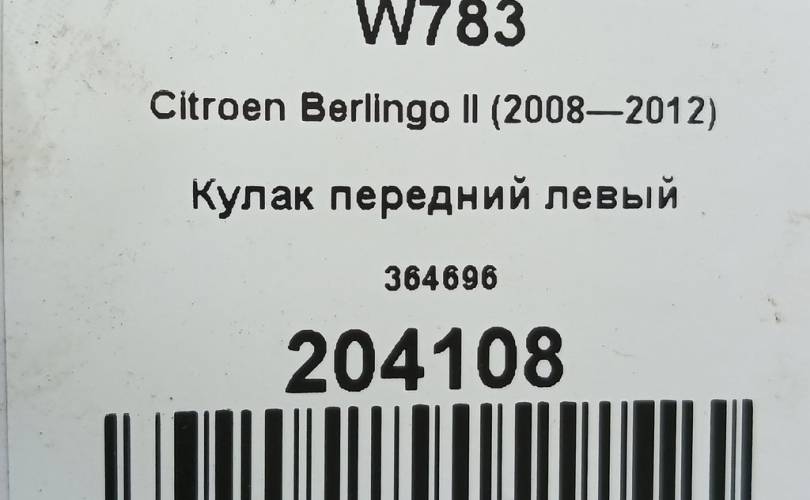 W783
Citroen Berlingo II (2008—2012)
Кулак передний левый
364696
204108